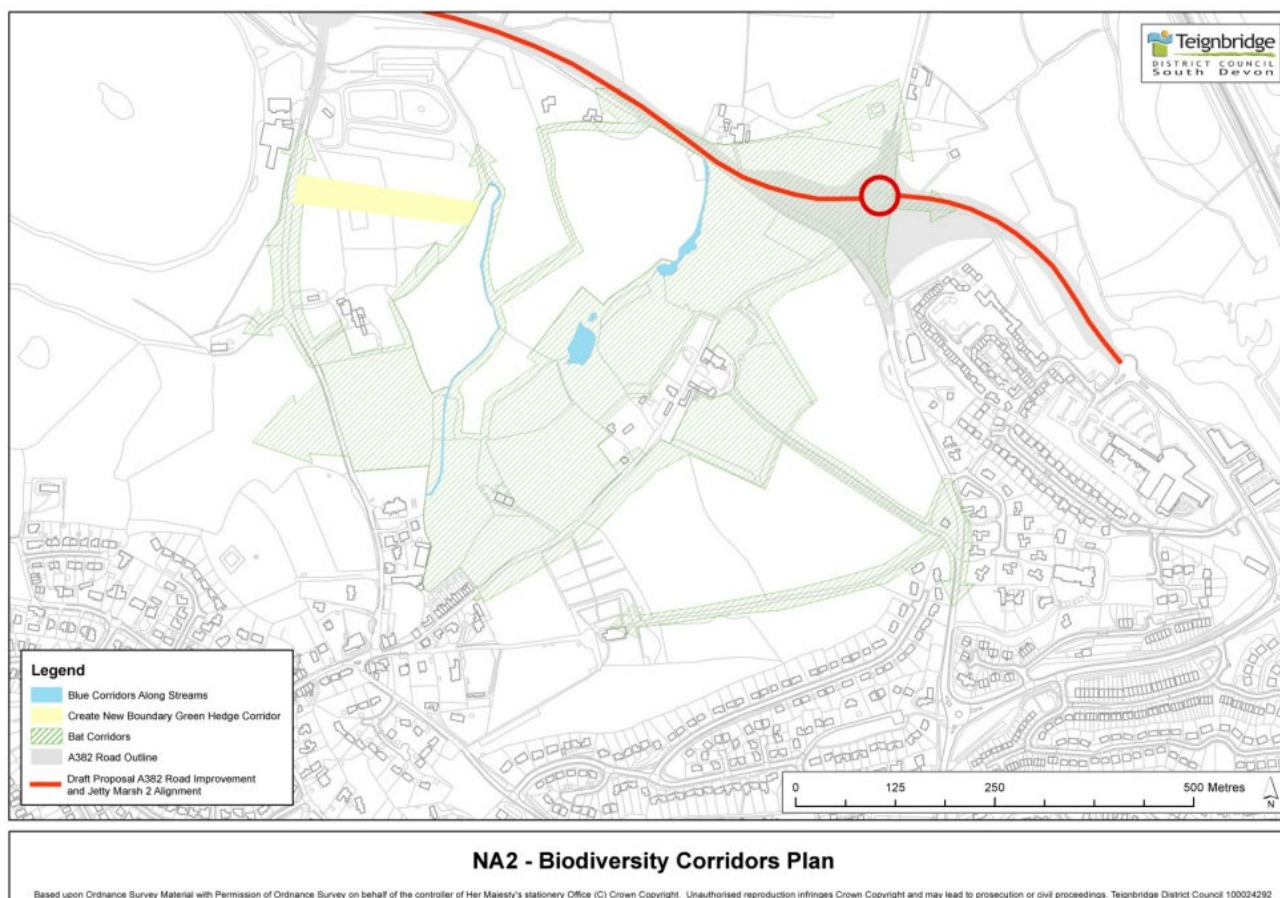 Teignbridge
DISTRICT COUNCIL
South Devon
Legend
Blue Corridors Along Streams
Create New Boundary Green Hedge Corridor
Bat Corridors
A382 Road Outline
Draft Proposal A382 Road Improvement
and Jetty Marsh 2 Alignment
0 125 250 500 Metres
N
NA2 - Biodiversity Corridors Plan
Based upon Ordnance Survey Material with Permission of Ordnance Survey on behalf of the controller of Her Majesty's stationery Office (C) Crown Copyright. Unauthorised reproduction infringes Crown Copyright and may lead to prosecution or civil proceedings. Teignbridge District Council 100024292